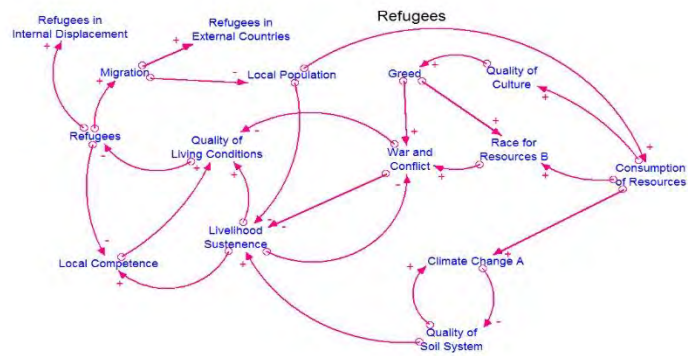 Refugees
Refugees in
Internal Displacement
Refugees in
External Countries
Migration
Local Population
Greed
Quality of
Culture
Refugees
Quality of
Living Conditions
War and
Conflict
Race for
Resources B
Consumption
of Resources
Livelihood
Sustenence
Local Competence
Climate Change A
Quality of
Soil System